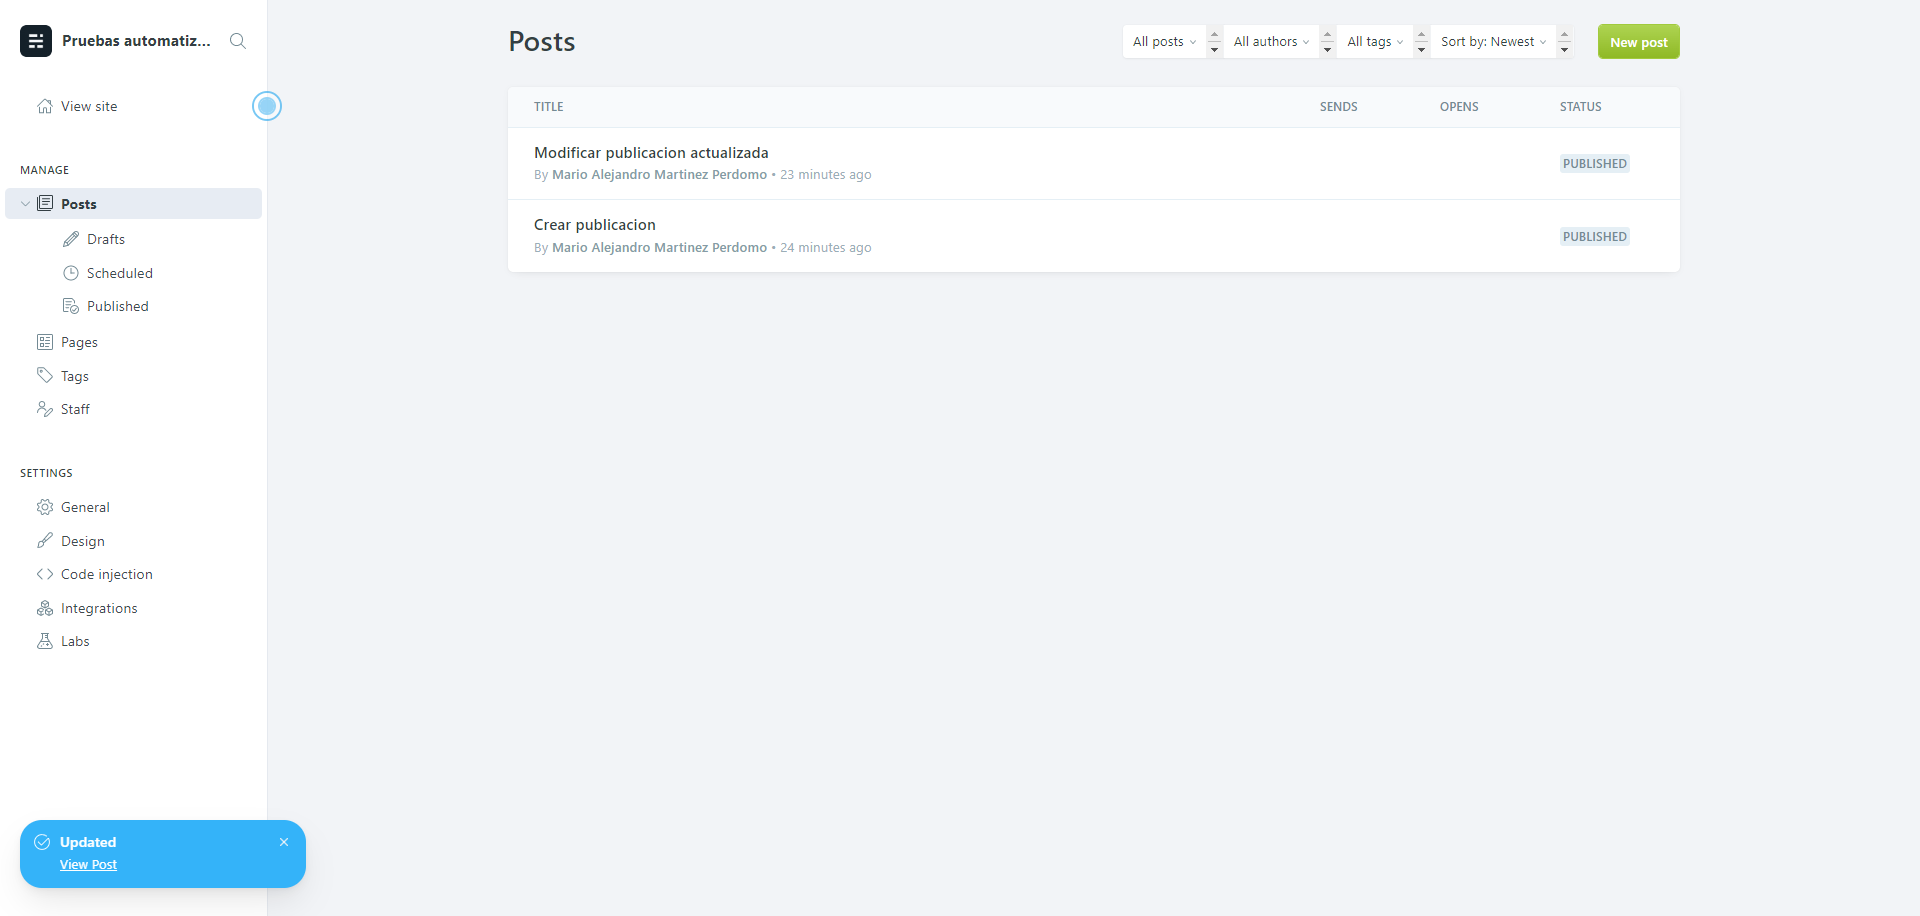 Pruebas automatiz...
View site
MANAGE
Posts
Drafts
Scheduled
Published
Pages
Tags
Staff
SETTINGS
General
Design
Code injection
Integrations
Labs
Updated
View Post
Posts
All posts
All authors
All tags
Sort by: Newest
New post
TITLE SENDS OPENS STATUS
Modificar publicacion actualizada
By Mario Alejandro Martinez Perdomo • 23 minutes ago
PUBLISHED
Crear publicacion
By Mario Alejandro Martinez Perdomo • 24 minutes ago
PUBLISHED